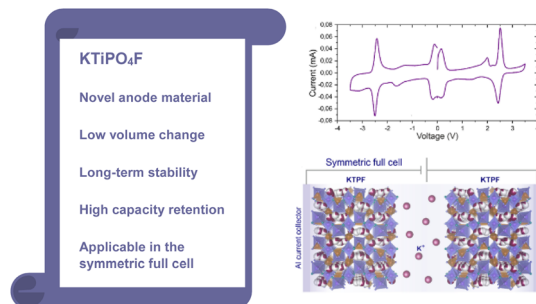 KTiPO₄F
Novel anode material
Low volume change
Long-term stability
High capacity retention
Applicable in the
symmetric full cell
0,08
0,06
0,04
0,02
0,00
-0,02
-0,04
-0,06
-0,08
Current (mA)
-4 -3 -2 -1 0 1 2 3 4
Voltage (V)
Symmetric full cell
KTPF KTPF
Al current collector
K⁺